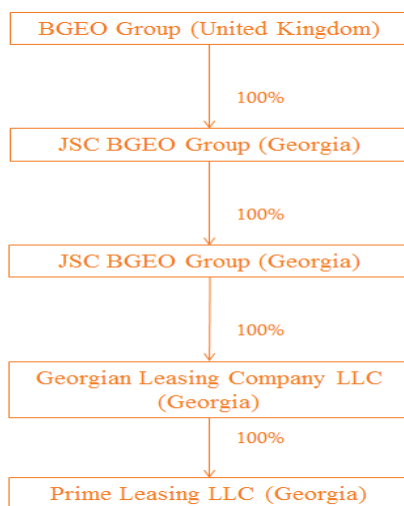 BGEO Group (United Kingdom)
100%
JSC BGEO Group (Georgia)
100%
JSC BGEO Group (Georgia)
100%
Georgian Leasing Company LLC
(Georgia)
100%
Prime Leasing LLC (Georgia)